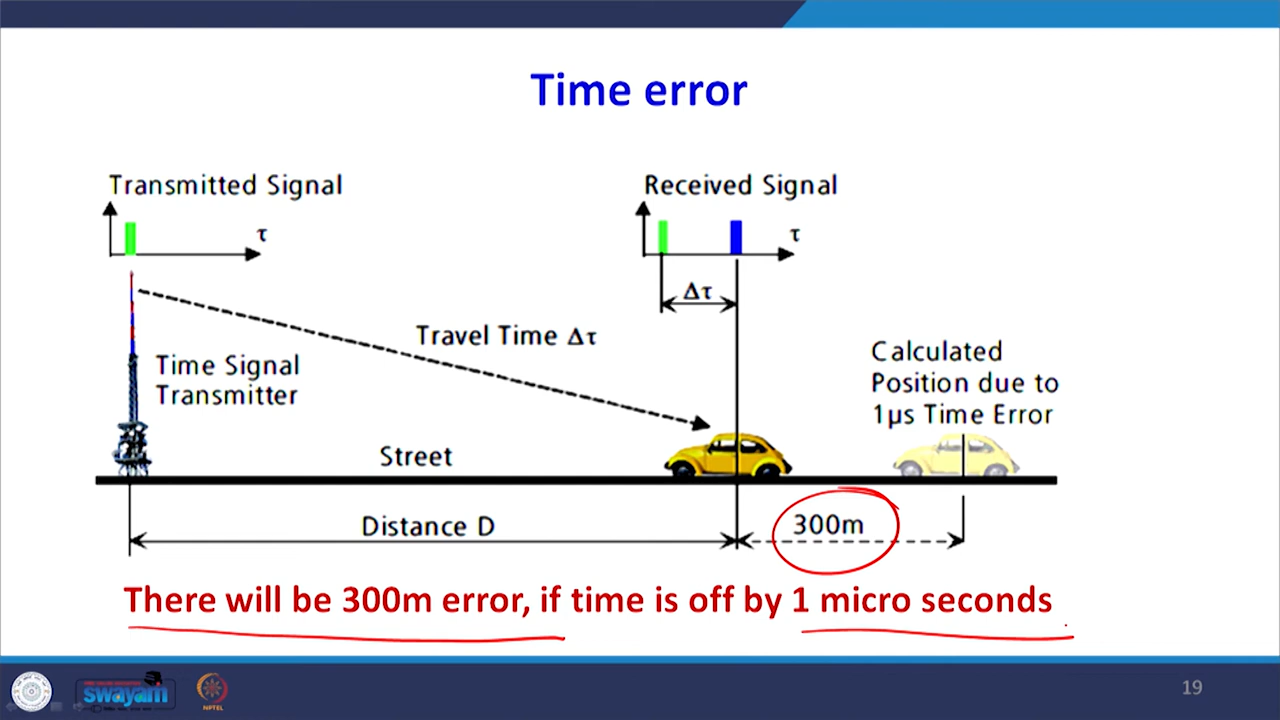 Time error
Transmitted Signal
τ
Received Signal
τ
Δτ
Travel Time Δτ
Time Signal
Transmitter
Calculated
Position due to
1µs Time Error
Street
Distance D
300m
There will be 300m error, if time is off by 1 micro seconds
swayam
NPTEL
19